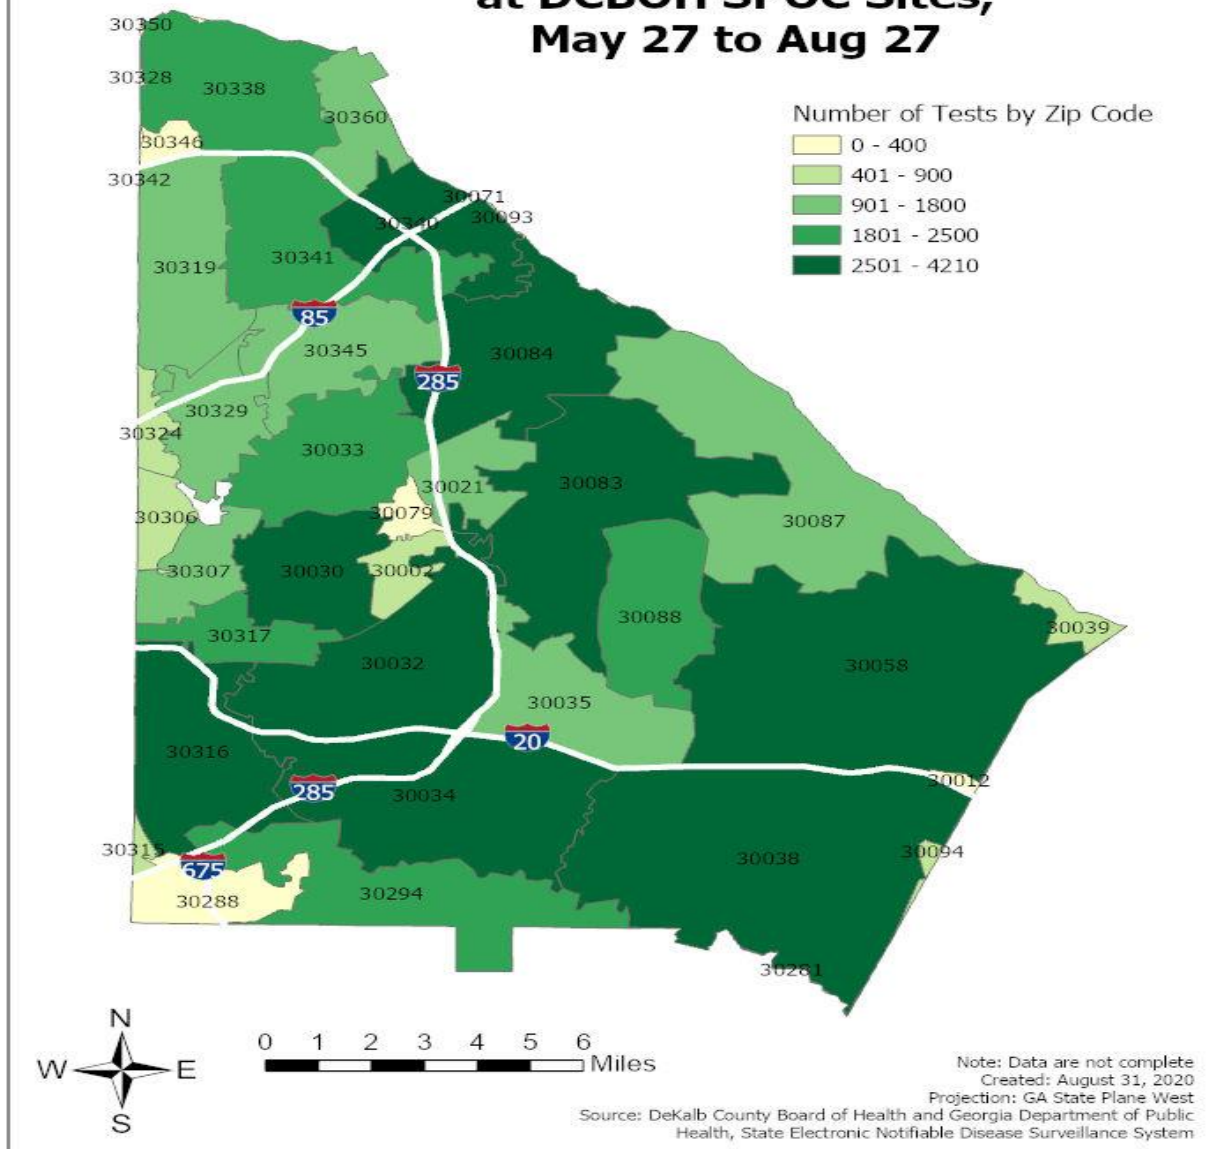 at DCBOH SPOC Sites,
May 27 to Aug 27
Number of Tests by Zip Code
0 - 400
401 - 900
901 - 1800
1801 - 2500
2501 - 4210
30350
30328
30338
30360
30346
30342
30071
30340
30093
30341
30319
85
30345
30084
285
30329
30324
30033
30021
30083
30079
30306
30087
30307
30030
30002
30088
30039
30317
30032
30058
30035
20
30316
30012
285
30034
30315
30038
30094
675
30288
30294
30281
N
W E
S
0 1 2 3 4 5 6
Miles
Note: Data are not complete
Created: August 31, 2020
Projection: GA State Plane West
Source: DeKalb County Board of Health and Georgia Department of Public
Health, State Electronic Notifiable Disease Surveillance System